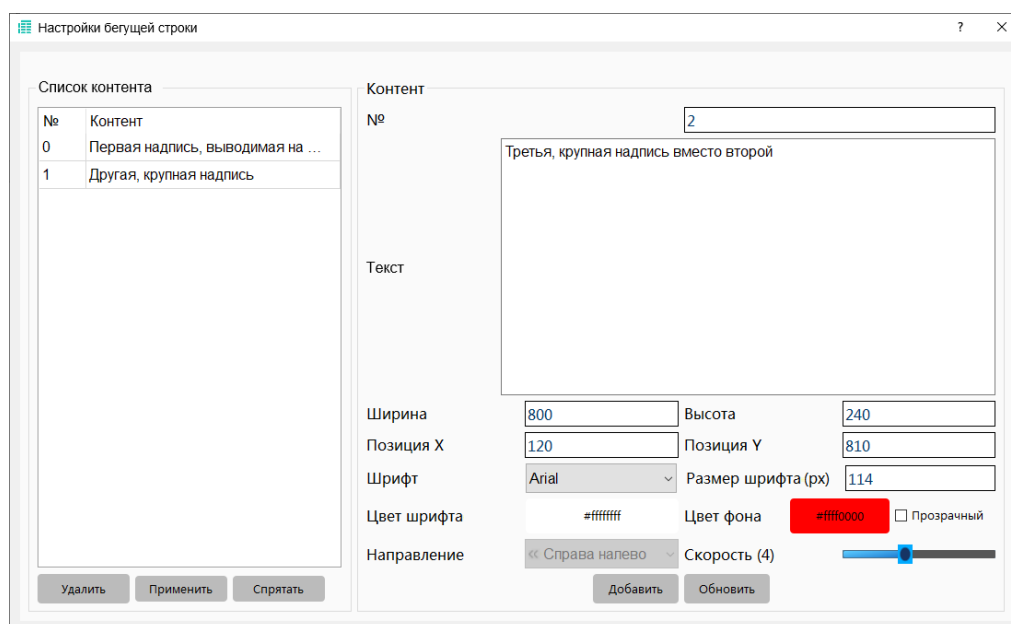 Настройки бегущей строки
?
Список контента
№ Контент
0 Первая надпись, выводимая на ...
1 Другая, крупная надпись
Удалить Применить Спрятать
Контент
№ 2
Текст
Третья, крупная надпись вместо второй
Ширина 800 Высота 240
Позиция X 120 Позиция Y 810
Шрифт Arial Размер шрифта (px) 114
Цвет шрифта #ffffffff Цвет фона #ffff0000 Прозрачный
Направление « Справа налево Скорость (4)
Добавить Обновить